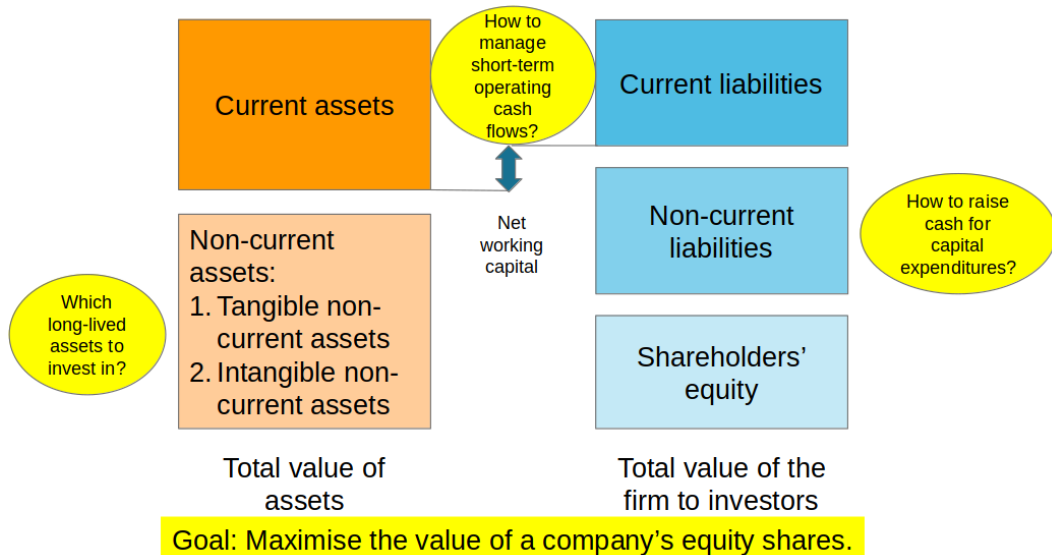 Current assets
How to
manage
short-term
operating
cash
flows?
Current liabilities
Net
working
capital
Non-current
assets:
1. Tangible non-
current assets
2. Intangible non-
current assets
Which
long-lived
assets to
invest in?
Non-current
liabilities
How to raise
cash for
capital
expenditures?
Shareholders’
equity
Total value of
assets
Total value of the
firm to investors
Goal: Maximise the value of a company’s equity shares.